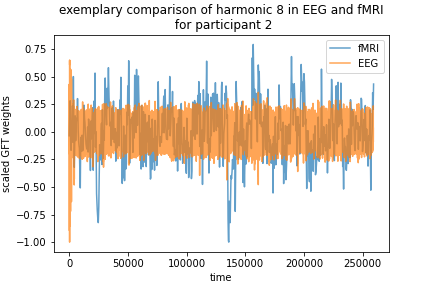 exemplary comparison of harmonic 8 in EEG and fMRI
for participant 2
fMRI
EEG
scaled GFT weights
0.75
0.50
0.25
0.00
−0.25
−0.50
−0.75
−1.00
0 50000 100000 150000 200000 250000
time